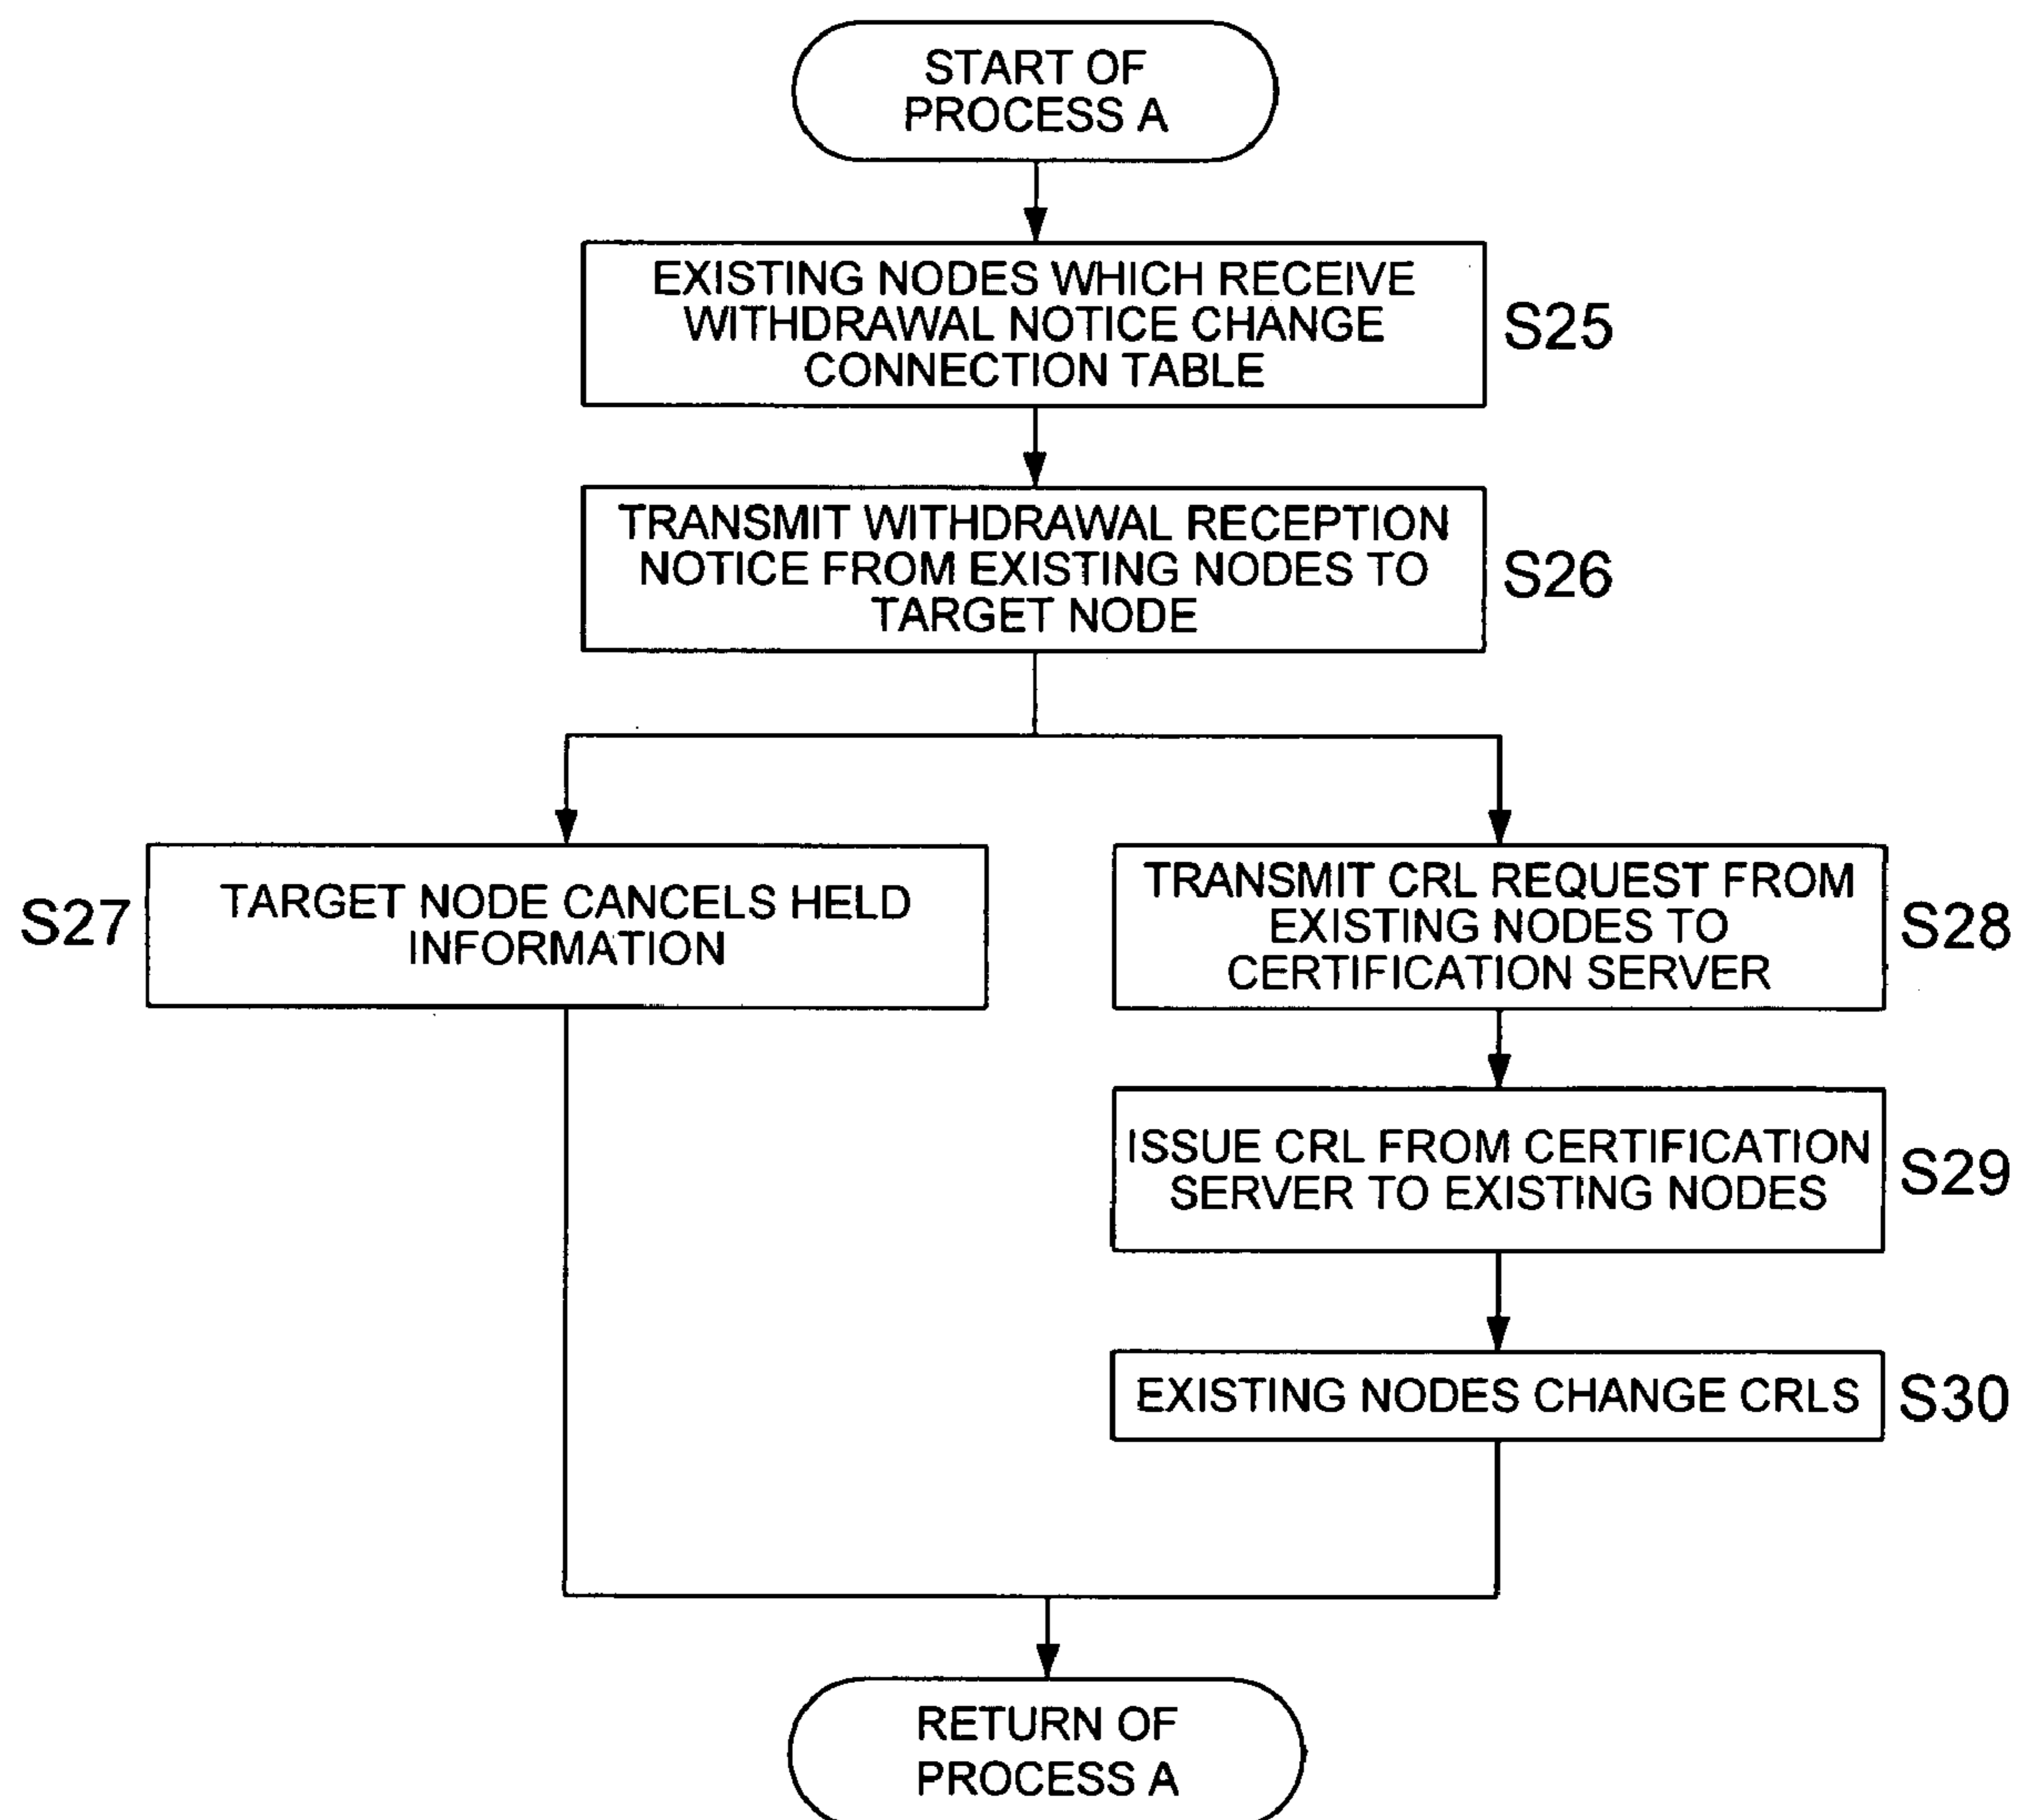 START OF
PROCESS A
EXISTING NODES WHICH RECEIVE
WITHDRAWAL NOTICE CHANGE
CONNECTION TABLE
S25
TRANSMIT WITHDRAWAL RECEPTION
NOTICE FROM EXISTING NODES TO
TARGET NODE
S26
S27
TARGET NODE CANCELS HELD
INFORMATION
TRANSMIT CRL REQUEST FROM
EXISTING NODES TO
CERTIFICATION SERVER
S28
ISSUE CRL FROM CERTIFICATION
SERVER TO EXISTING NODES
S29
EXISTING NODES CHANGE CRLS
S30
RETURN OF
PROCESS A